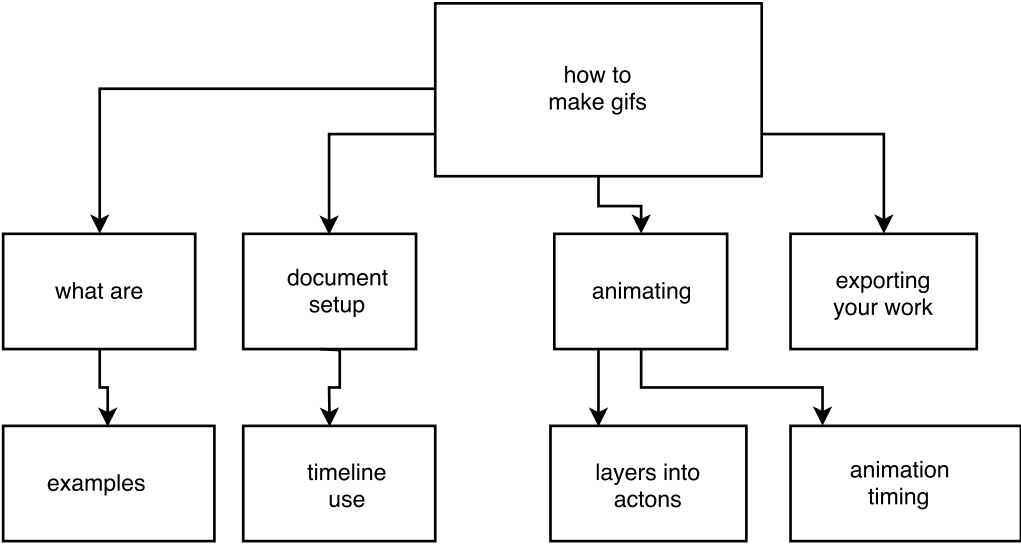 how to
make gifs
what are
document
setup
animating
exporting
your work
examples
timeline
use
layers into
actons
animation
timing